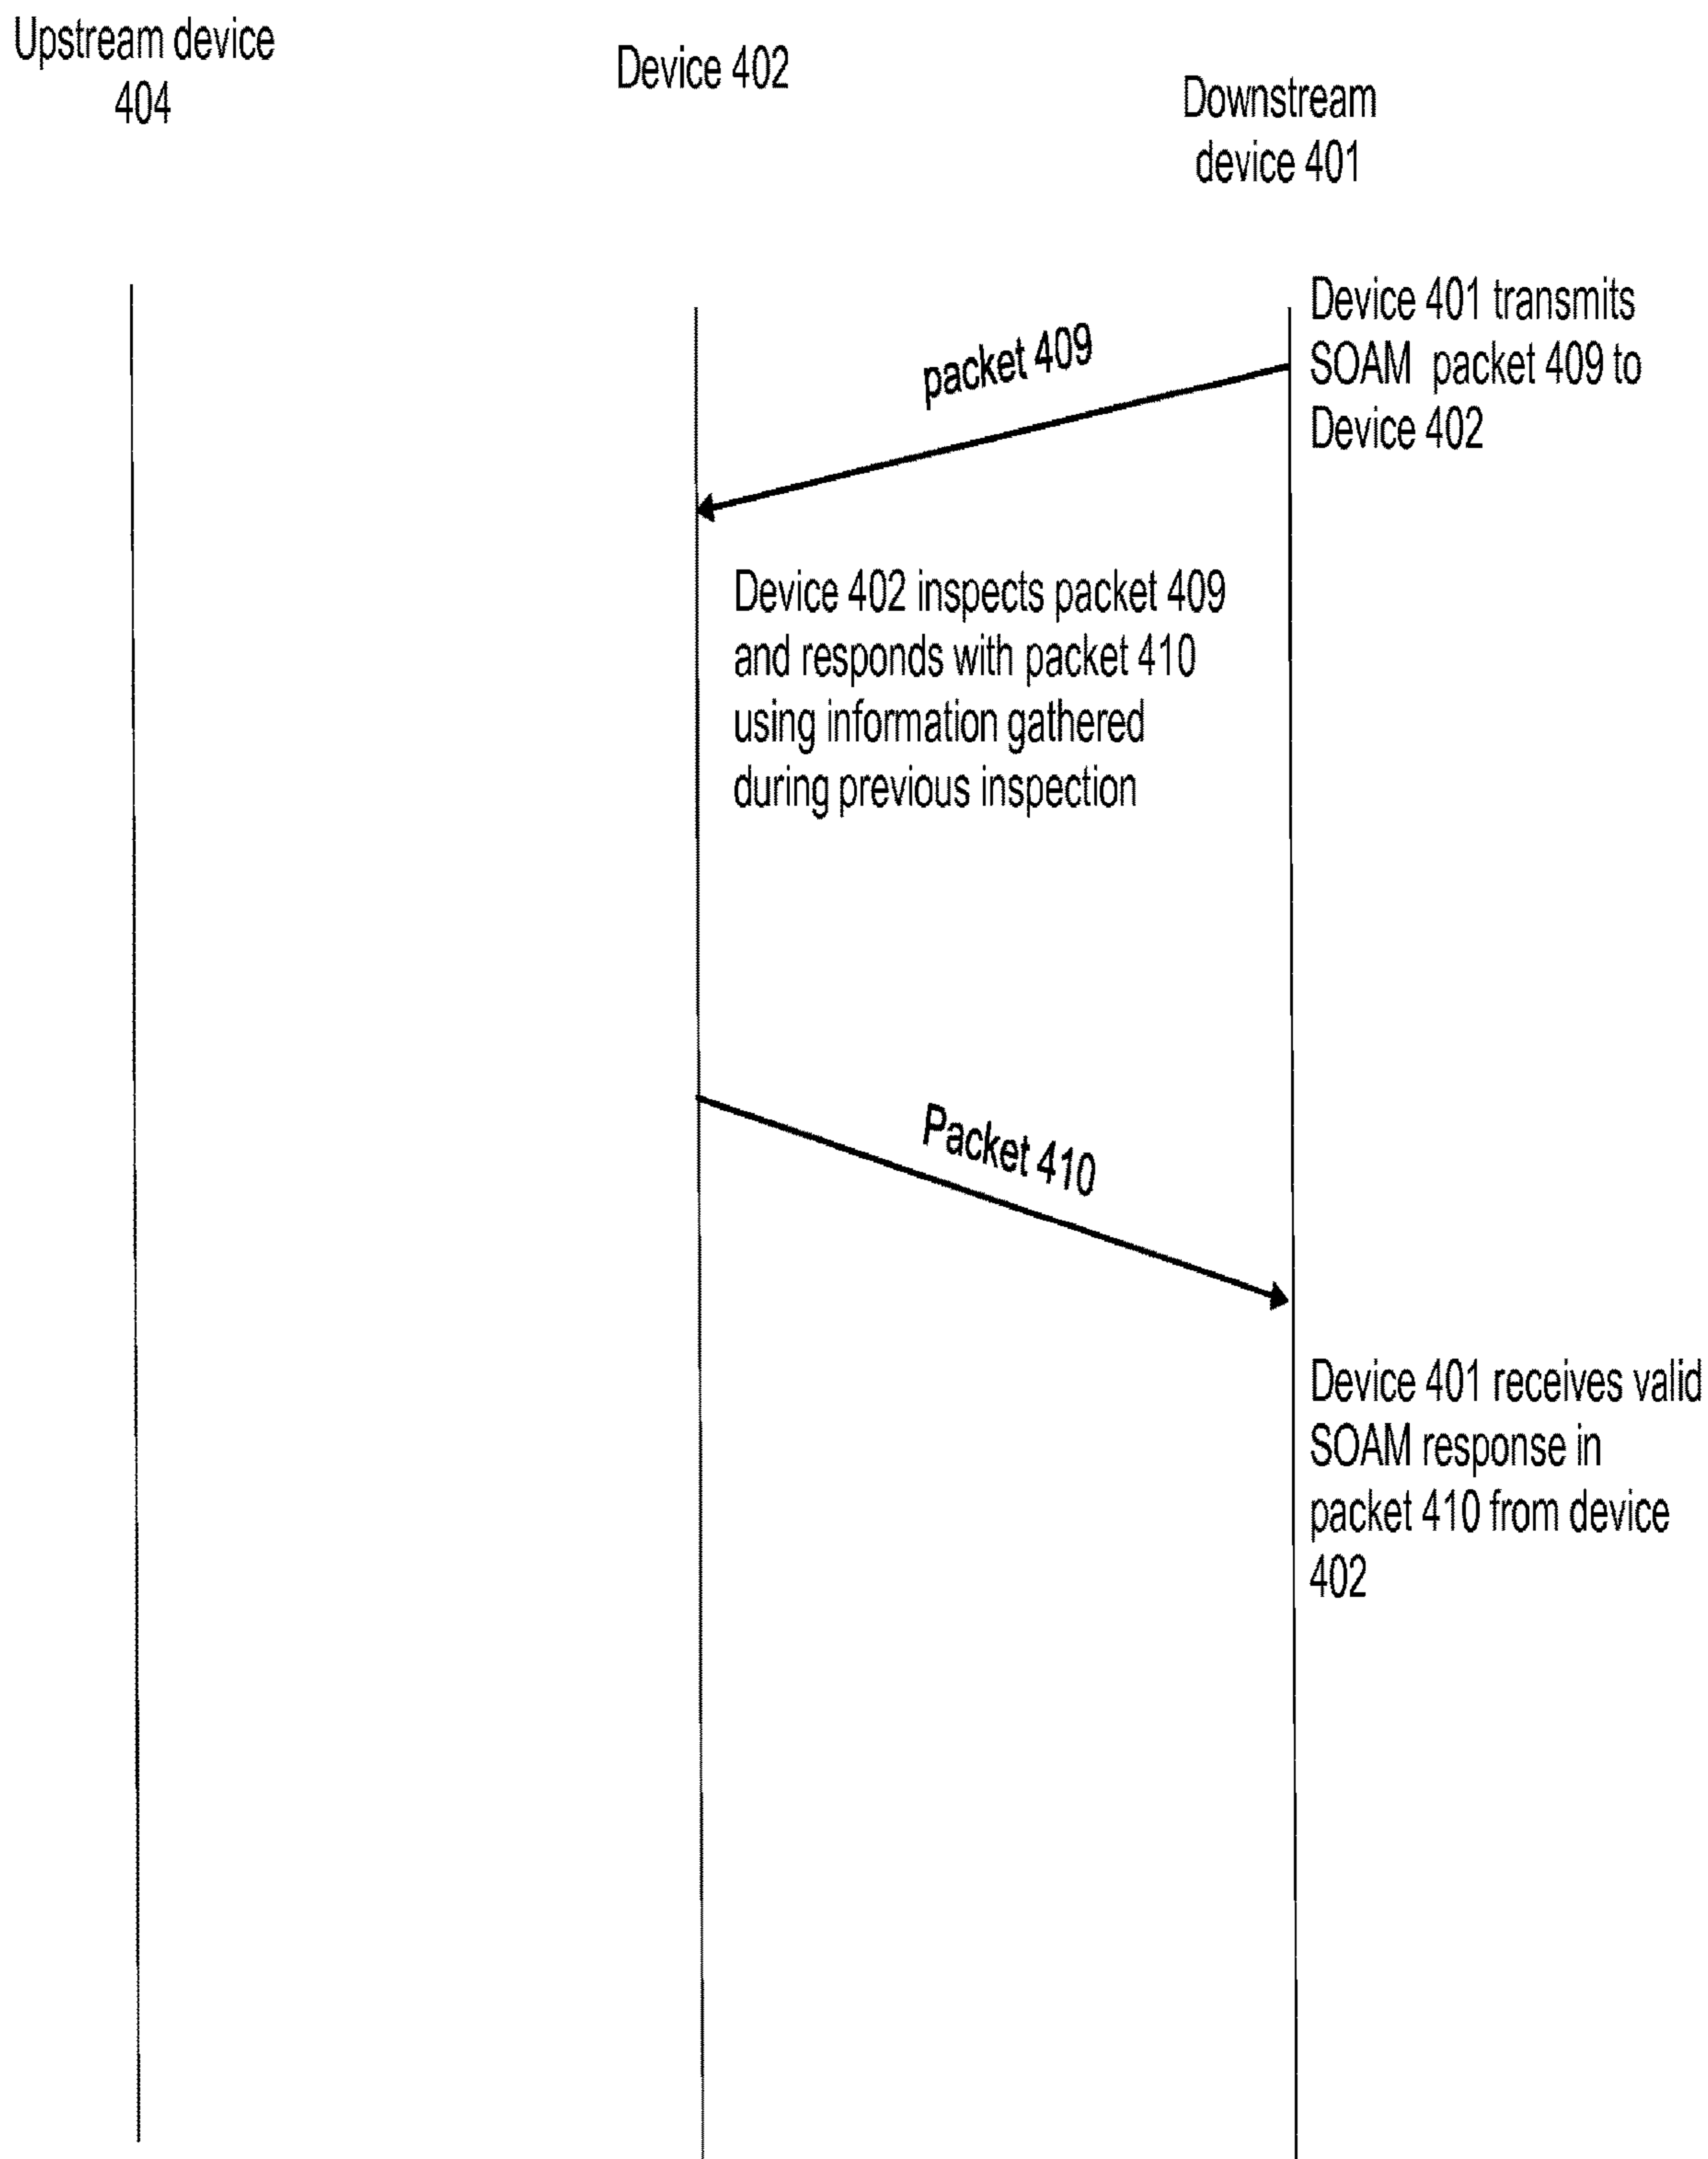 Upstream device
404
Device 402
Downstream
device 401
Device 401 transmits
SOAM packet 409 to
Device 402
packet 409
Device 402 inspects packet 409
and responds with packet 410
using information gathered
during previous inspection
Packet 410
Device 401 receives valid
SOAM response in
packet 410 from device
402